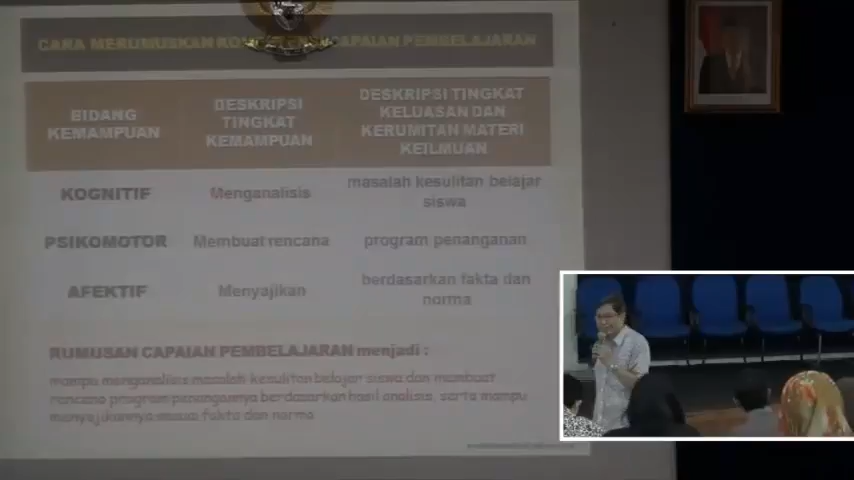 CARA MERUMUSKAN CAPAIAN PEMBELAJARAN
BIDANG KEMAMPUAN
DESKRIPSI TINGKAT KEMAMPUAN
DESKRIPSI TINGKAT KELUASAN DAN KERUMITAN MATERI KEILMUAN
KOGNITIF
Menganalisis
masalah kesulitan belajar siswa
PSIKOMOTOR
Membuat rencana
program penanganan
AFEKTIF
Menyajikan
berdasarkan fakta dan norma
RUMUSAN CAPAIAN PEMBELAJARAN menjadi :
mampu menganalisis masalah kesulitan belajar siswa dan membuat
rencana program penangannya berdasarkan hasil analisis, serta mampu
menyajikannya sesuai fakta dan norma